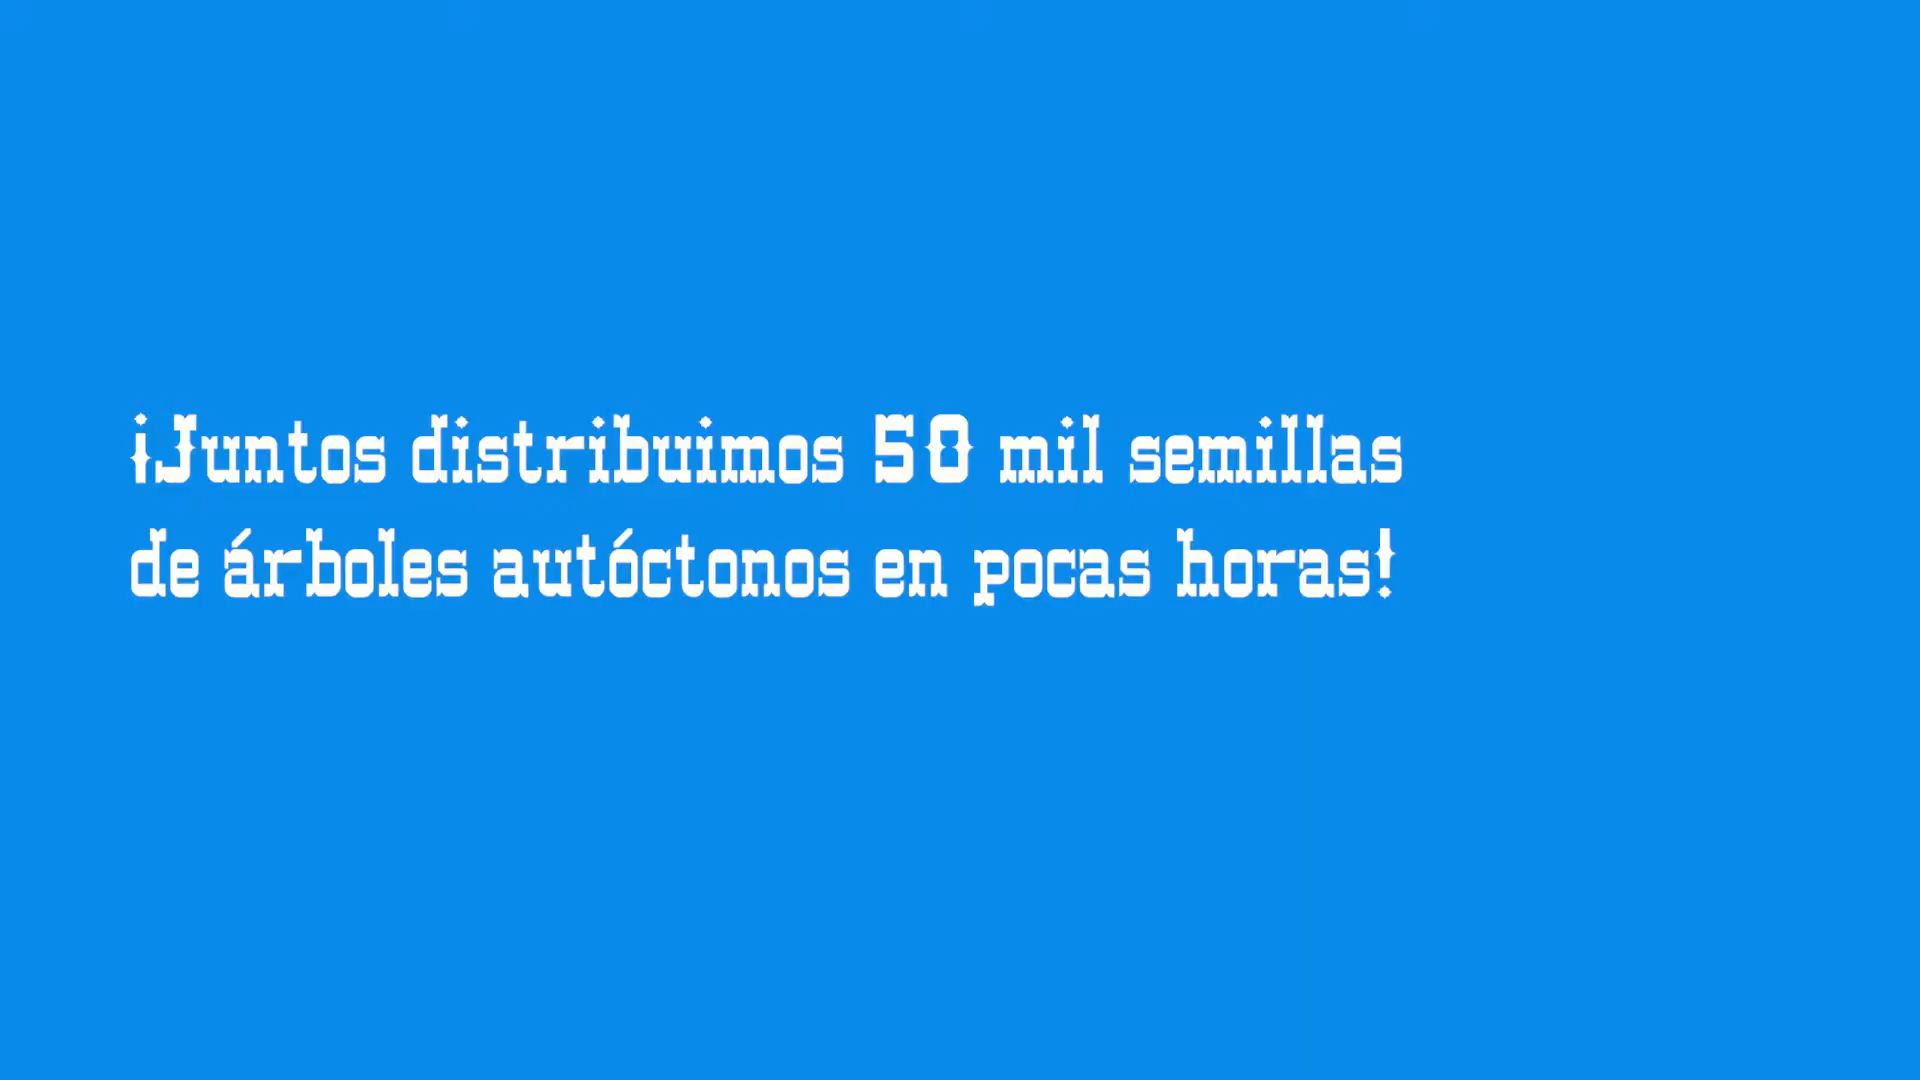 ¡Juntos distribuimos 50 mil semillas
de árboles autóctonos en pocas horas!